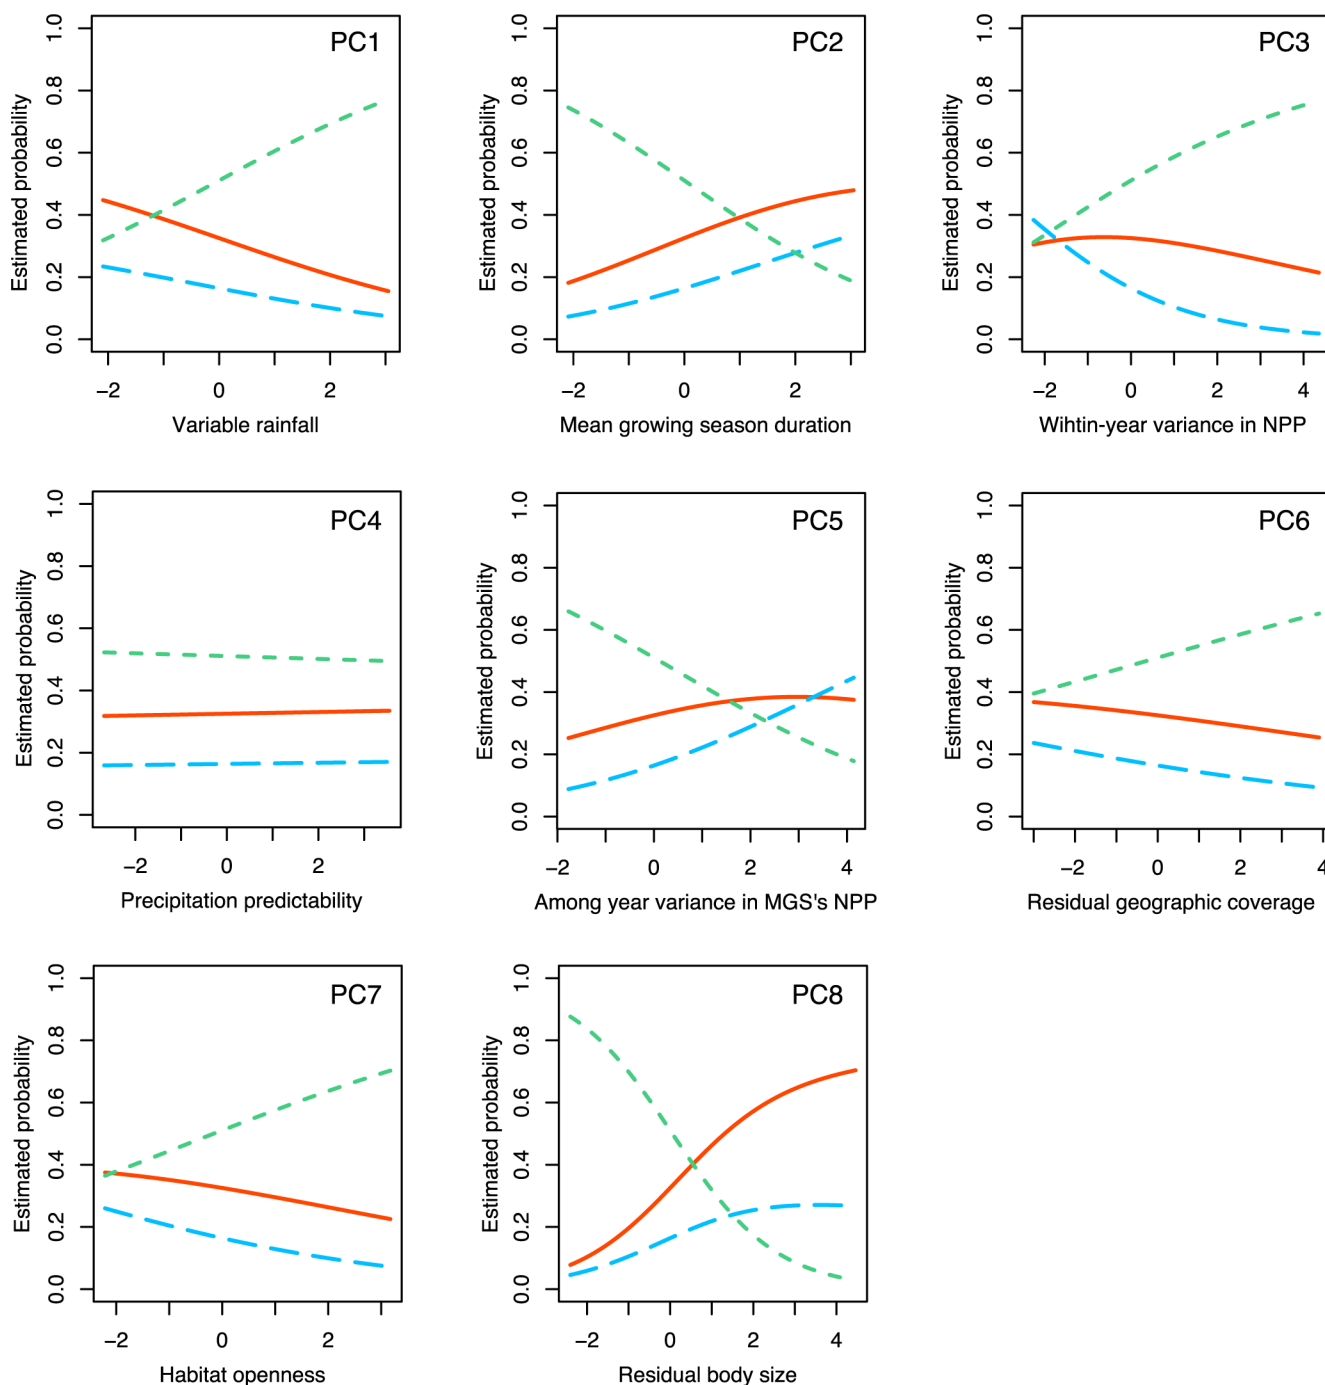 PC1
Estimated probability
0.0 0.2 0.4 0.6 0.8 1.0
−2 0 2
Variable rainfall
PC2
Estimated probability
0.0 0.2 0.4 0.6 0.8 1.0
−2 0 2
Mean growing season duration
PC3
Estimated probability
0.0 0.2 0.4 0.6 0.8 1.0
−2 0 2 4
Wihtin-year variance in NPP
PC4
Estimated probability
0.0 0.2 0.4 0.6 0.8 1.0
−2 0 2
Precipitation predictability
PC5
Estimated probability
0.0 0.2 0.4 0.6 0.8 1.0
−2 0 2 4
Among year variance in MGS's NPP
PC6
Estimated probability
0.0 0.2 0.4 0.6 0.8 1.0
−2 0 2 4
Residual geographic coverage
PC7
Estimated probability
0.0 0.2 0.4 0.6 0.8 1.0
−2 0 2
Habitat openness
PC8
Estimated probability
0.0 0.2 0.4 0.6 0.8 1.0
−2 0 2 4
Residual body size